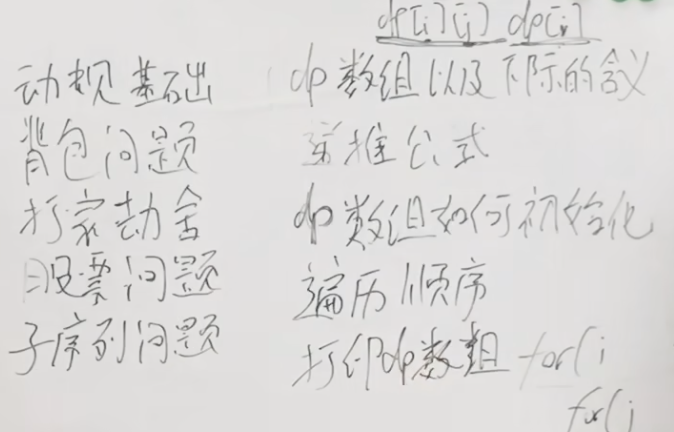 dp[i][j] dp[i]
动规基础
背包问题
打家劫舍
股票问题
子序列问题
dp数组以及下标的含义
递推公式
dp数组如何初始化
遍历顺序
打印dp数组 for(i
for(j